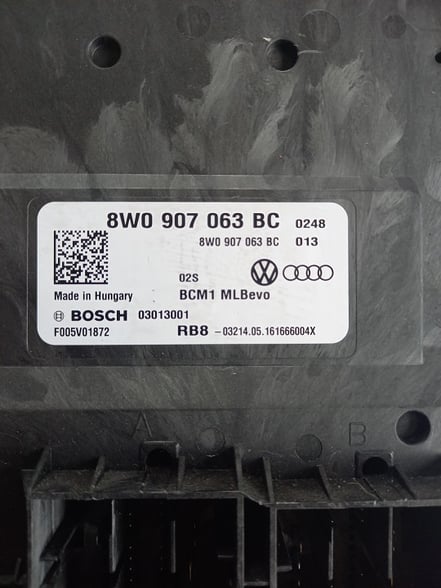 8W0 907 063 BC 0248
8W0 907 063 BC 013
02S
Made in Hungary BCM1 MLBevo
BOSCH 03013001
F005V01872 RB8 -03214.05.161666004X
A B